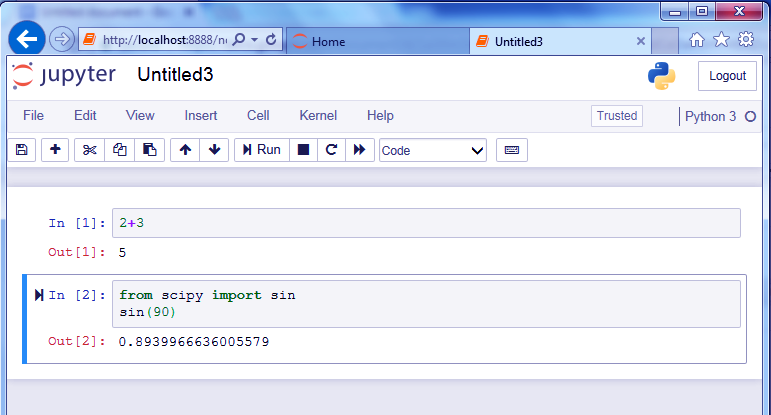 http://localhost:8888/n
Home
Untitled3
jupyter Untitled3
Logout
File Edit View Insert Cell Kernel Help
Trusted
Python 3
Run
Code
In [1]: 2+3
Out[1]: 5
In [2]: from scipy import sin
sin(90)
Out[2]: 0.8939966636005579